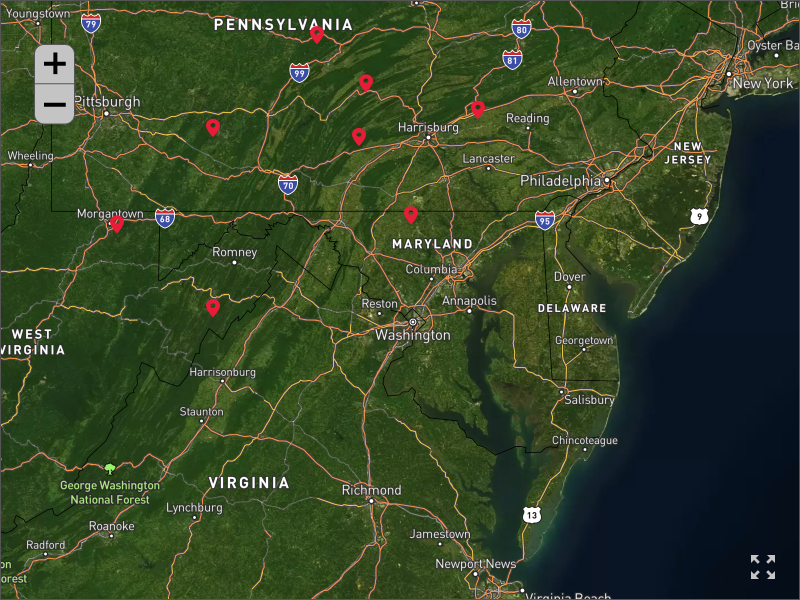 Youngstown
79
PENNSYLVANIA
80
Oyster Ba
+
99
81
Allentown
New York
−
Pittsburgh
Harrisburg
Reading
NEW
JERSEY
Wheeling
Lancaster
Philadelphia
70
Morgantown
68
95
9
MARYLAND
Romney
Columbia
Dover
Reston
Annapolis
DELAWARE
Washington
WEST
VIRGINIA
Georgetown
Harrisonburg
Salisbury
Staunton
Chincoteague
George Washington
National Forest
VIRGINIA
Richmond
Lynchburg
13
Roanoke
Jamestown
Radford
Newport News
on
orest
Virginia Beach